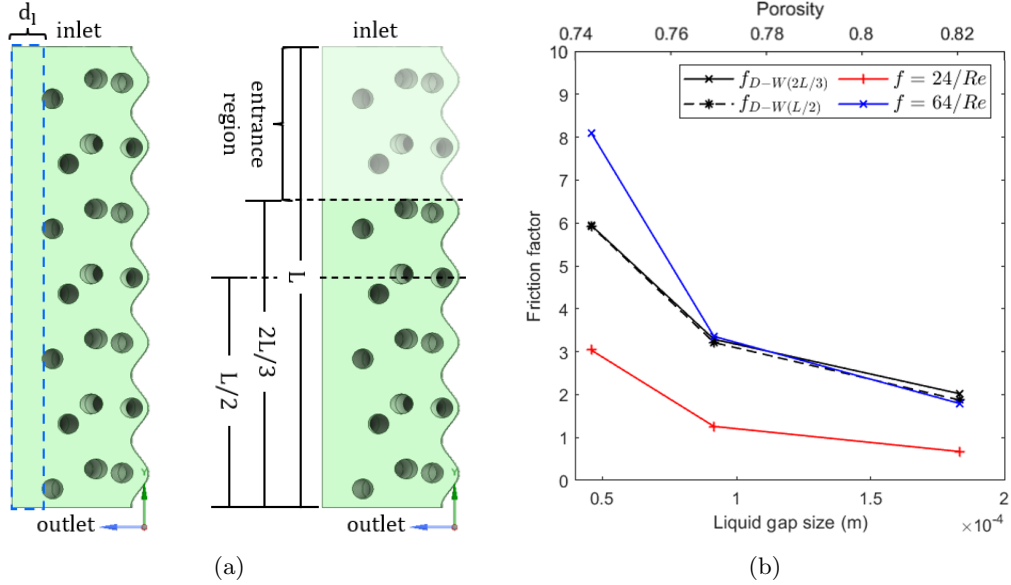 d_l
inlet
inlet
entrance
region
L
2L/3
L/2
outlet
outlet
Y
(a)
Porosity
0.74 0.76 0.78 0.8 0.82
f_{D-W(2L/3)} f = 24/Re
f_{D-W(L/2)} f = 64/Re
Friction factor
10
9
8
7
6
5
4
3
2
1
0
0.5 1 1.5 2
Liquid gap size (m) ×10^{-4}
(b)